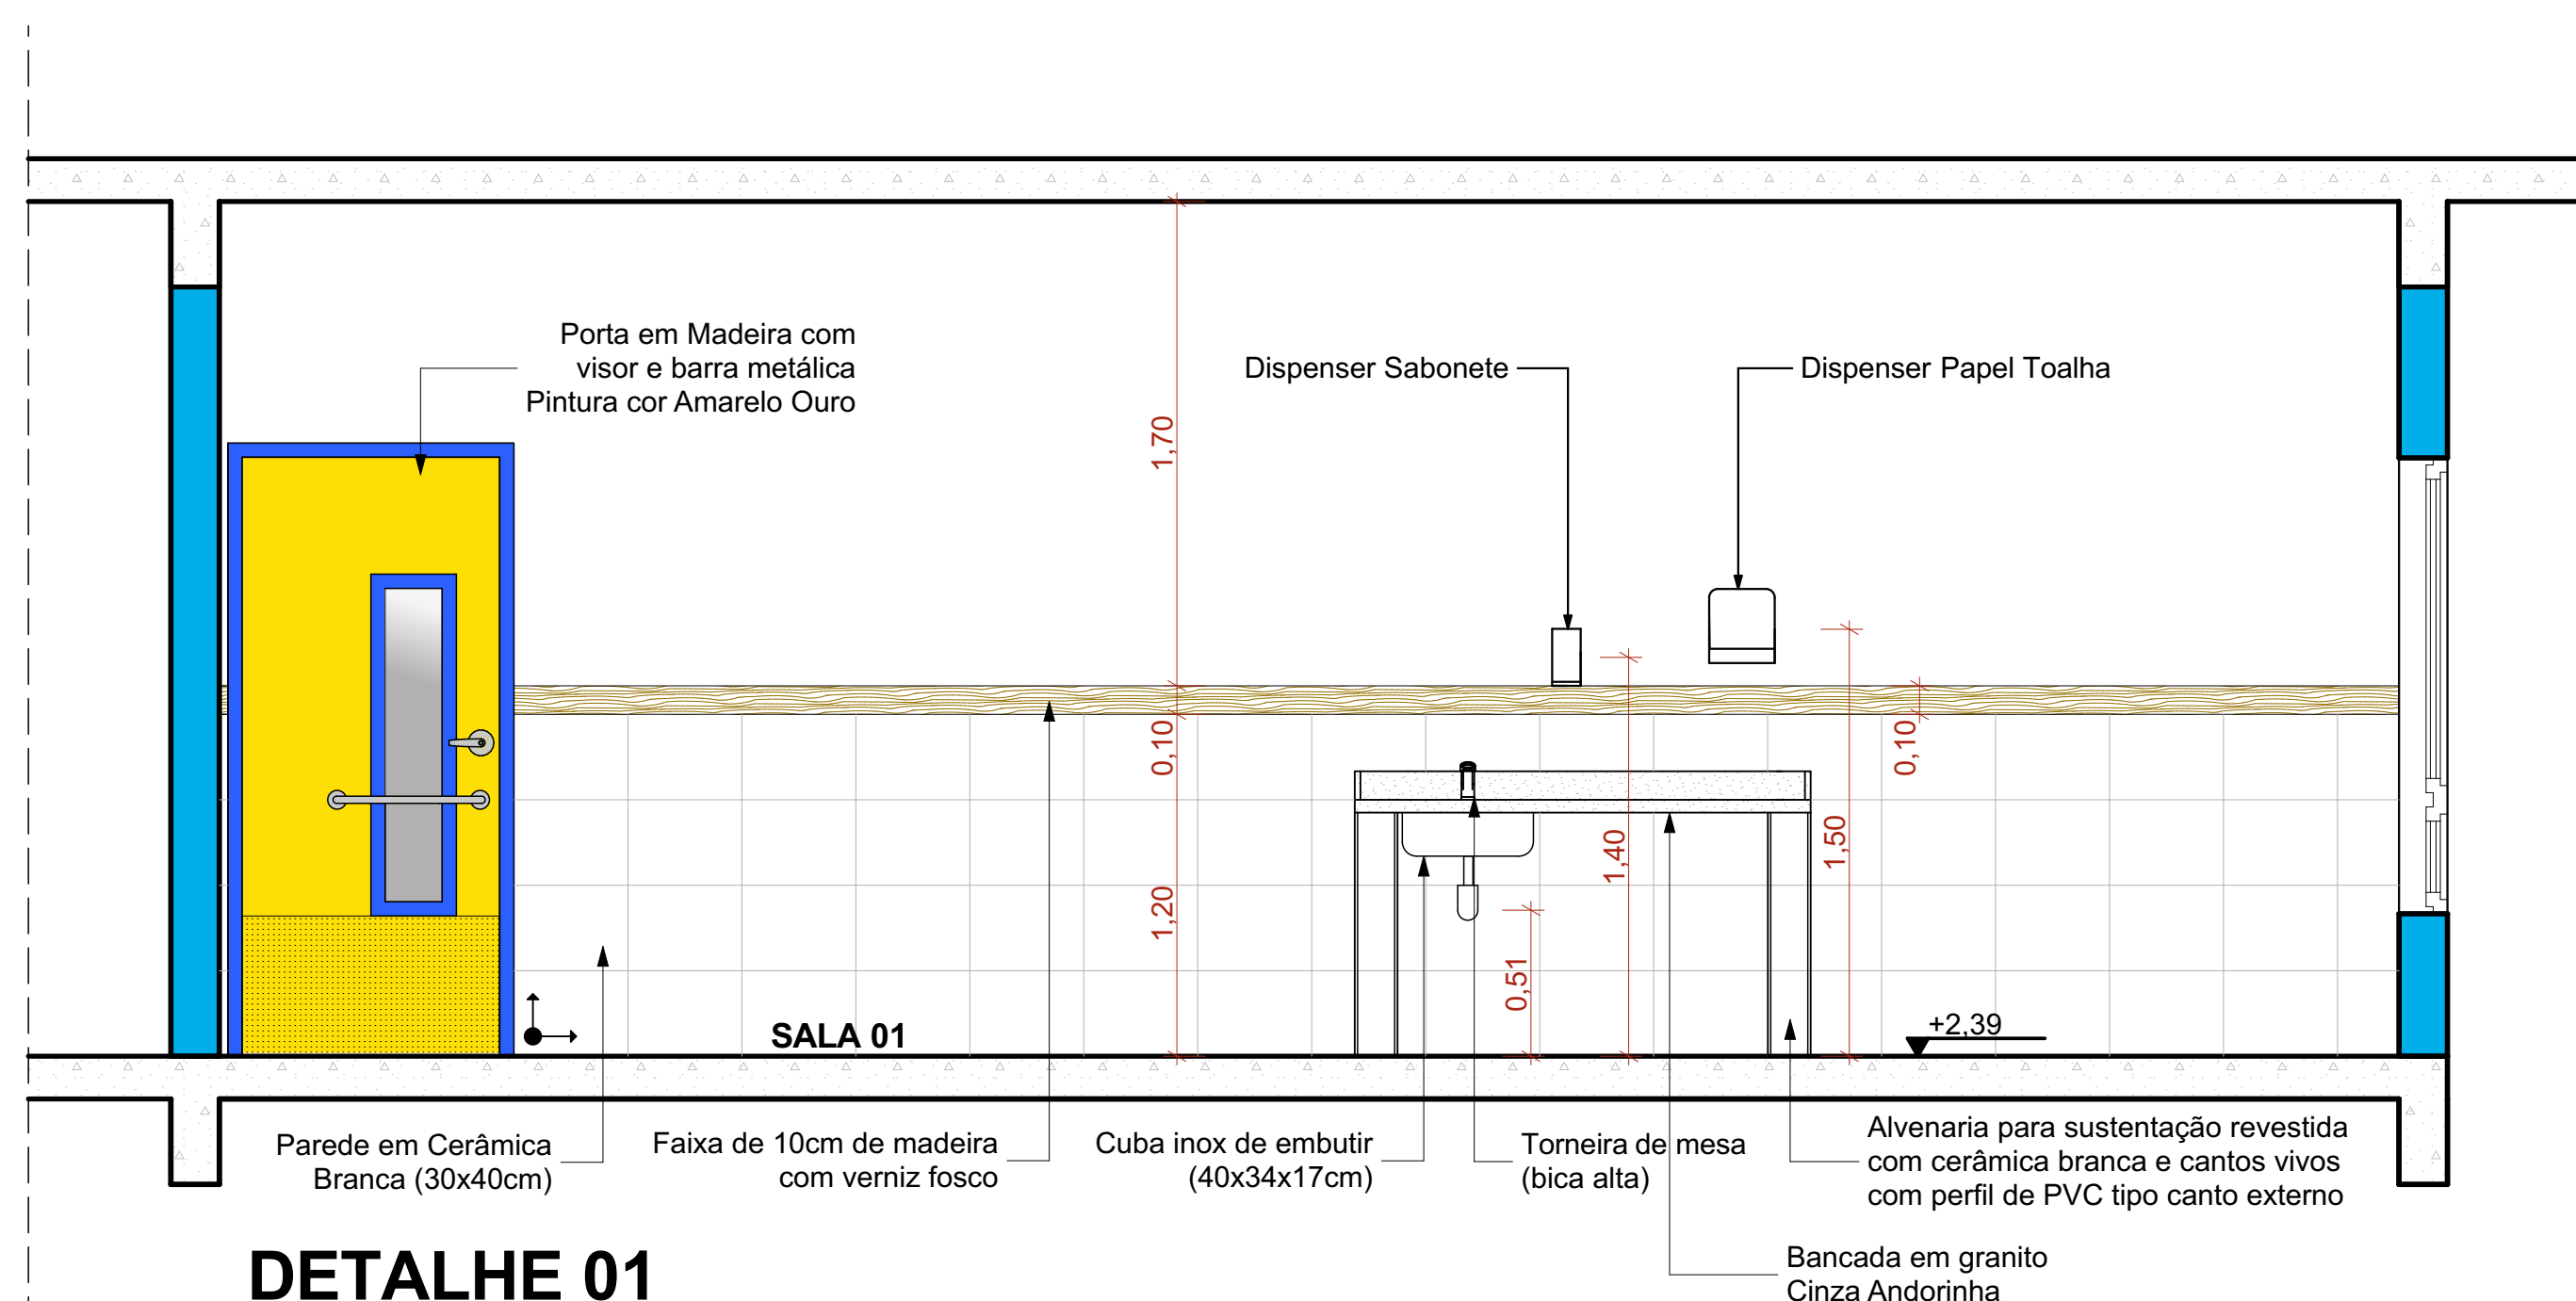 Porta em Madeira com
visor e barra metálica
Pintura cor Amarelo Ouro
Dispenser Sabonete
Dispenser Papel Toalha
1,70
0,10
0,10
1,40
1,50
1,20
0,51
SALA 01
+2,39
Parede em Cerâmica
Branca (30x40cm)
Faixa de 10cm de madeira
com verniz fosco
Cuba inox de embutir
(40x34x17cm)
Torneira de mesa
(bica alta)
Alvenaria para sustentação revestida
com cerâmica branca e cantos vivos
com perfil de PVC tipo canto externo
Bancada em granito
Cinza Andorinha
DETALHE 01